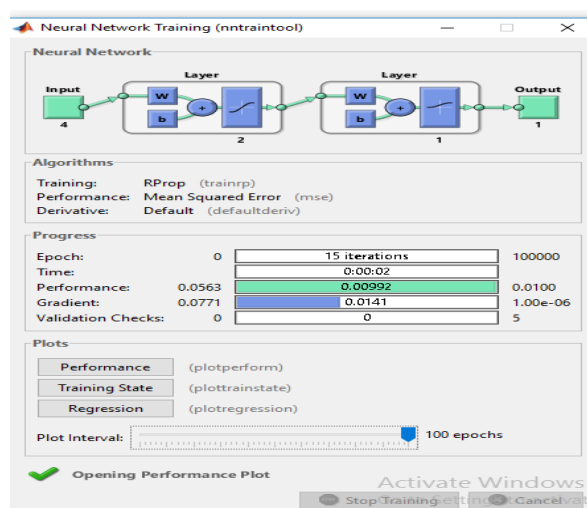 Neural Network Training (nntraintool)
Neural Network
Layer Layer
Input Output
W W
b b
+ +
4 2 1 1
Algorithms
Training: RProp (trainrp)
Performance: Mean Squared Error (mse)
Derivative: Default (defaultderiv)
Progress
Epoch: 0 15 iterations 100000
Time: 0:00:02
Performance: 0.0563 0.00992 0.0100
Gradient: 0.0771 0.0141 1.00e-06
Validation Checks: 0 0 5
Plots
Performance (plotperform)
Training State (plottrainstate)
Regression (plotregression)
Plot Interval: 100 epochs
Opening Performance Plot
Activate Windows
Stop Training Cancel